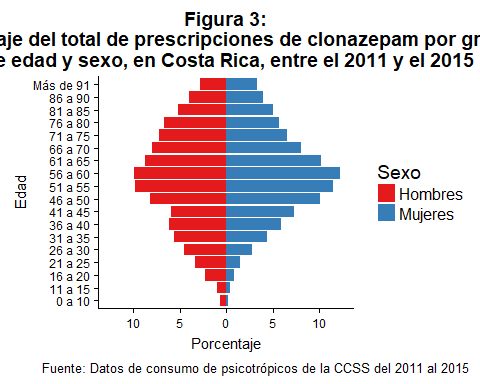 Figura 3:
aje del total de prescripciones de clonazepam por gr
e edad y sexo, en Costa Rica, entre el 2011 y el 2015
Más de 91
86 a 90
81 a 85
76 a 80
71 a 75
66 a 70
61 a 65
56 a 60
51 a 55
46 a 50
41 a 45
36 a 40
31 a 35
26 a 30
21 a 25
16 a 20
11 a 15
0 a 10
Edad
10 5 0 5 10
Porcentaje
Sexo
Hombres
Mujeres
Fuente: Datos de consumo de psicotrópicos de la CCSS del 2011 al 2015